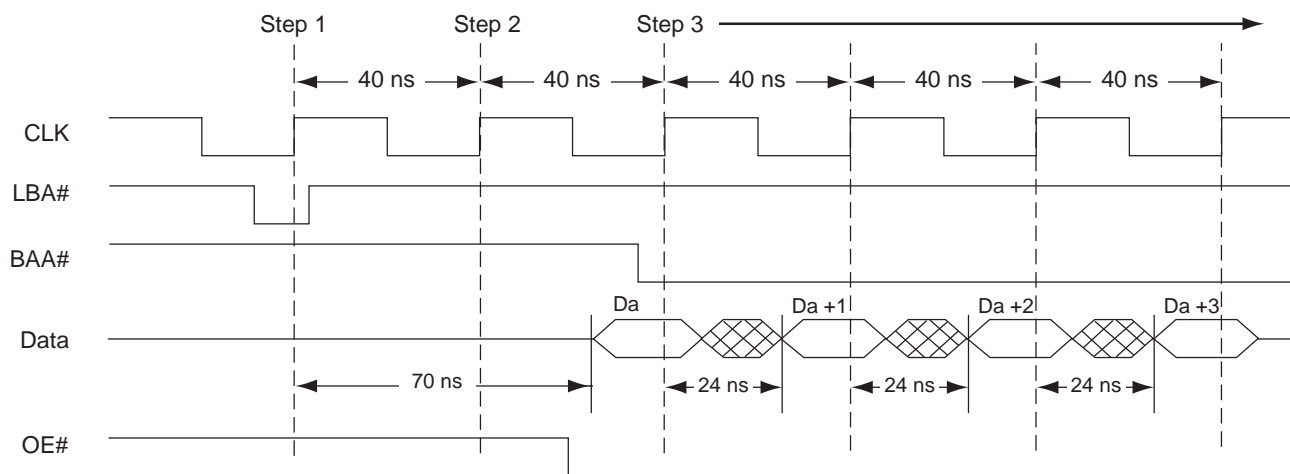 Step 1 Step 2 Step 3
40 ns 40 ns 40 ns 40 ns 40 ns
CLK
LBA#
BAA#
Da Da +1 Da +2 Da +3
Data
70 ns 24 ns 24 ns 24 ns
OE#